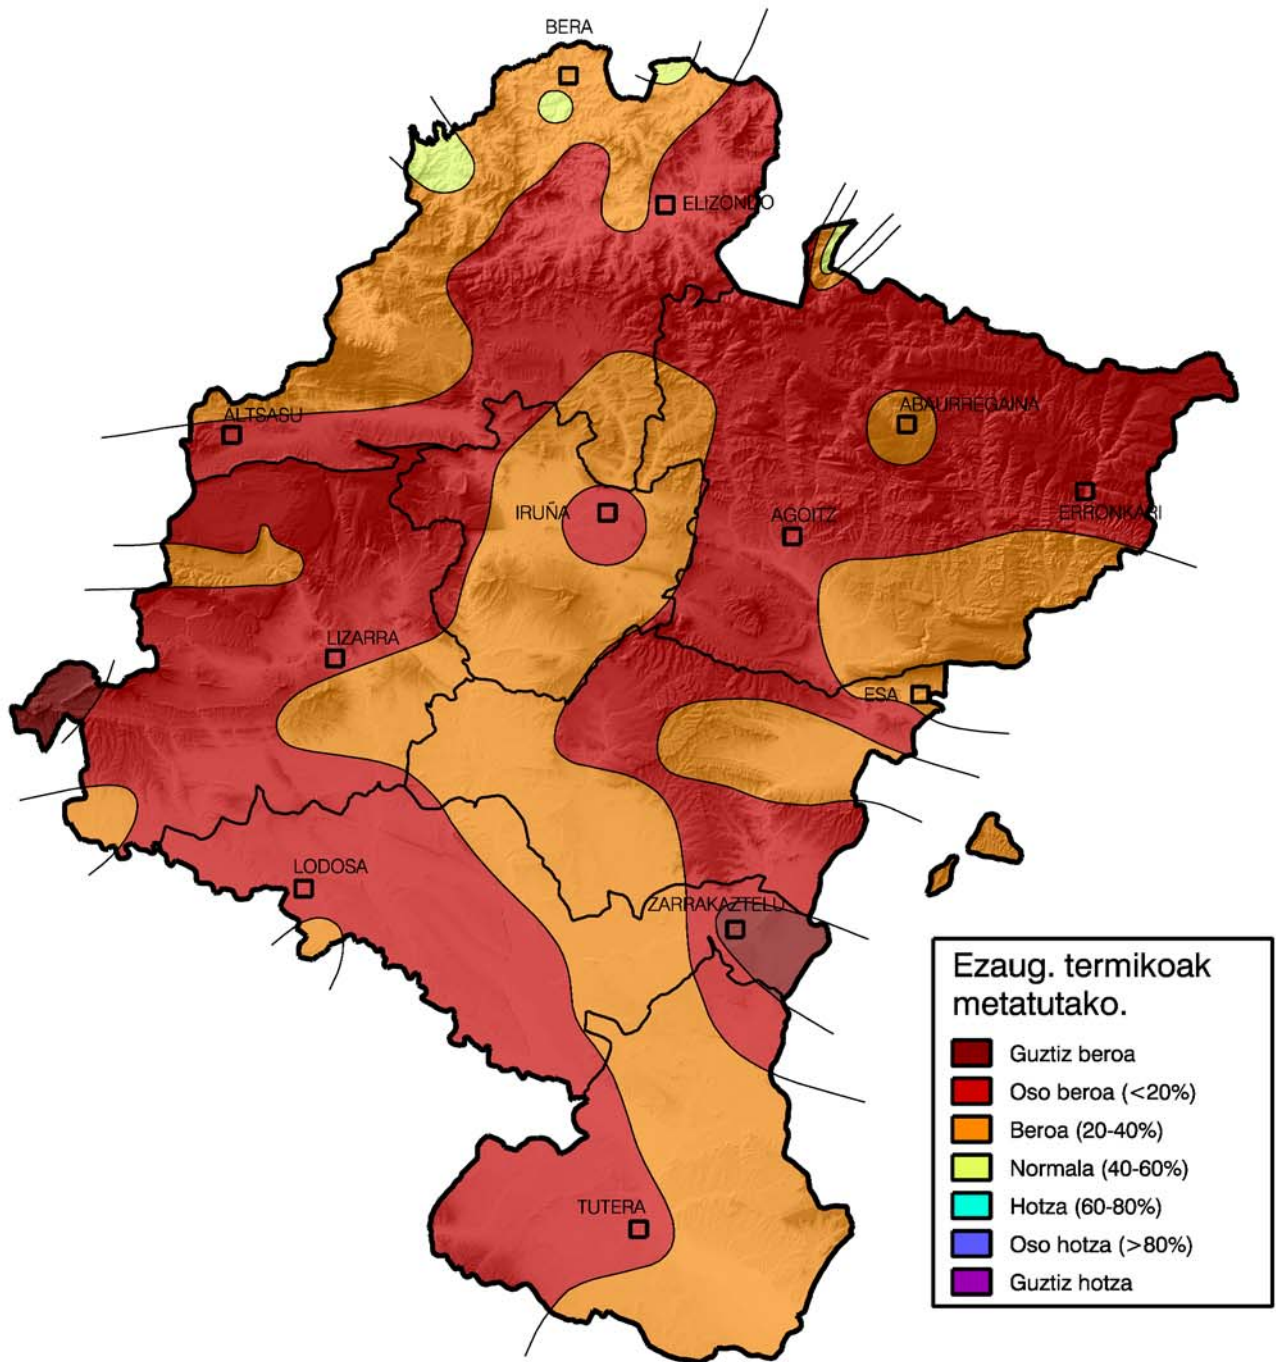 BERA
ELIZONDO
ALTSASU
ABAURREGAINA
IRUÑA
AGOITZ
ERRONKARI
LIZARRA
ESA
LODOSA
ZARRAKAZTELU
TUTERA
Ezaug. termikoak
metatutako.
Guztiz beroa
Oso beroa (<20%)
Beroa (20-40%)
Normala (40-60%)
Hotza (60-80%)
Oso hotza (>80%)
Guztiz hotza